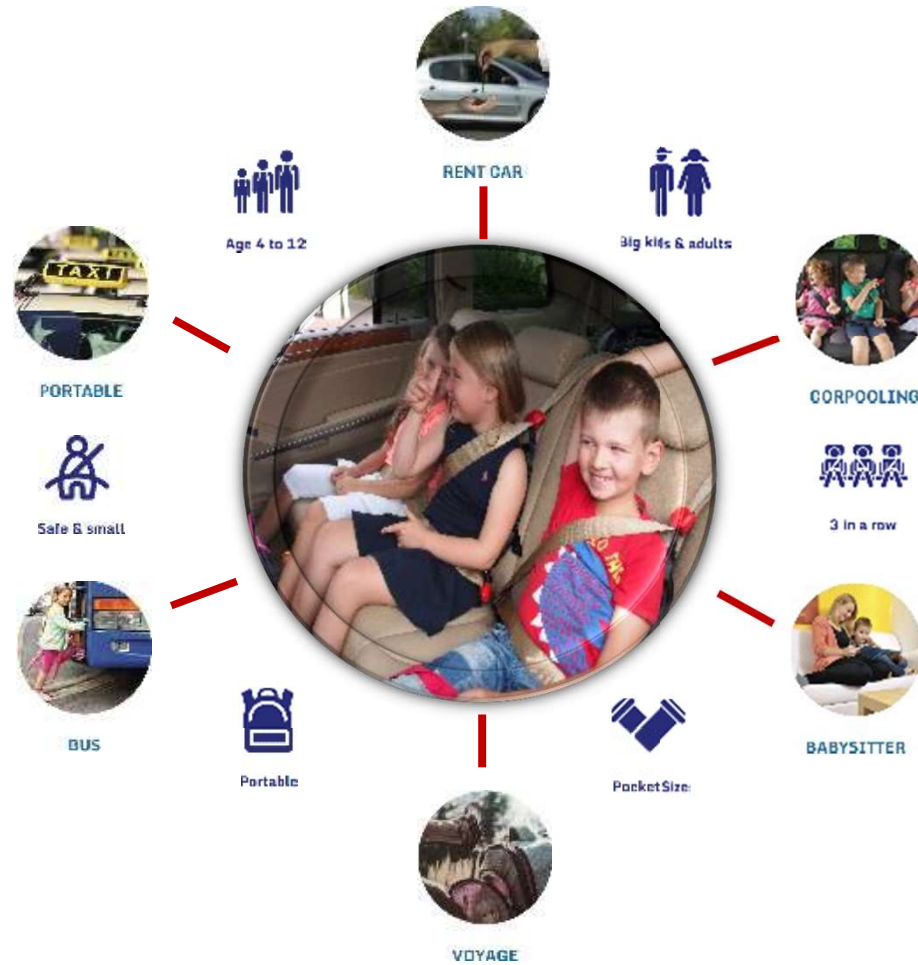 RENT CAR
Age 4 to 12
Big kids & adults
TAXI
PORTABLE
CORPOOLING
Safe & small
3 in a row
BUS
BABYSITTER
Portable
PocketSize
VOYAGE